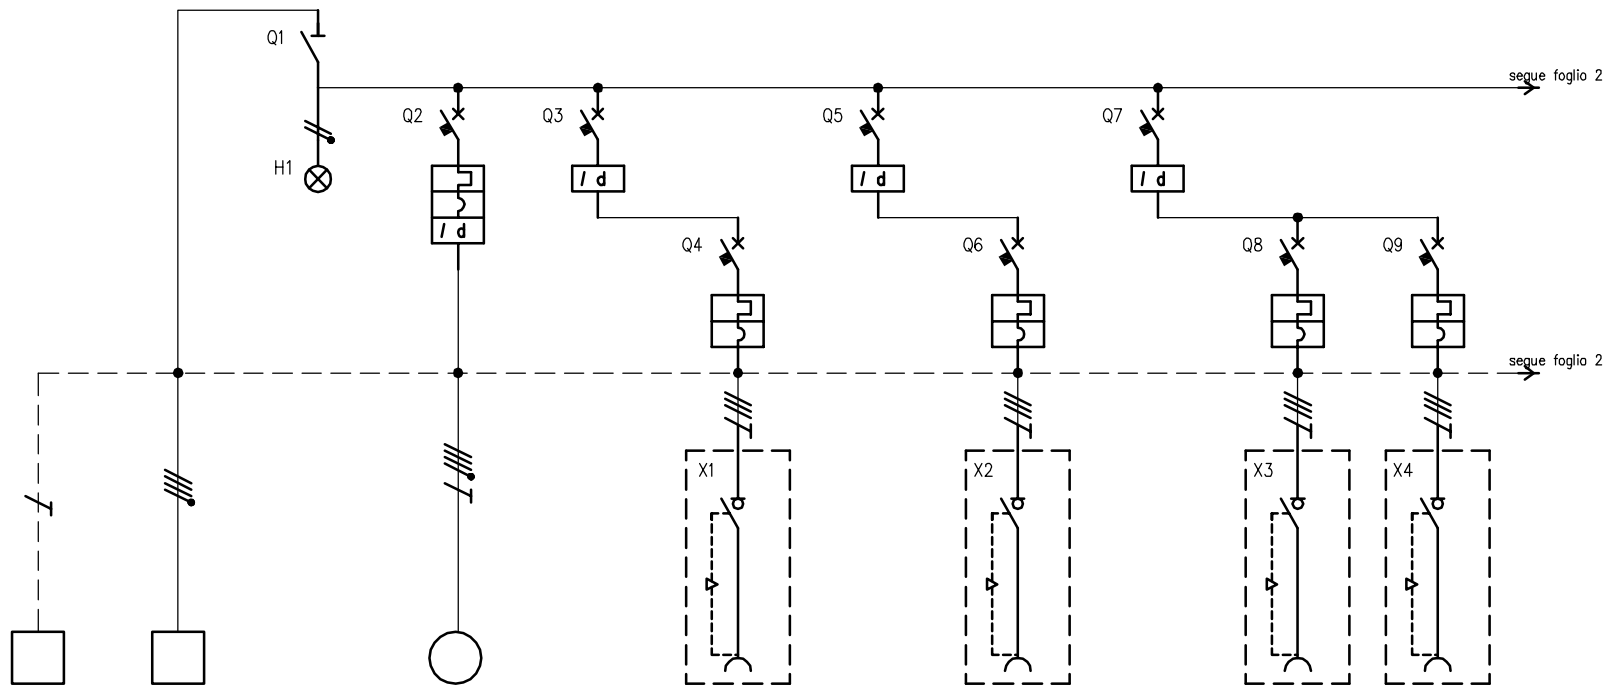 Q1
segue foglio 2
Q2
Q3
Q5
Q7
H1
I d
I d
I d
I d
Q4
Q6
Q8
Q9
segue foglio 2
X1
X2
X3
X4